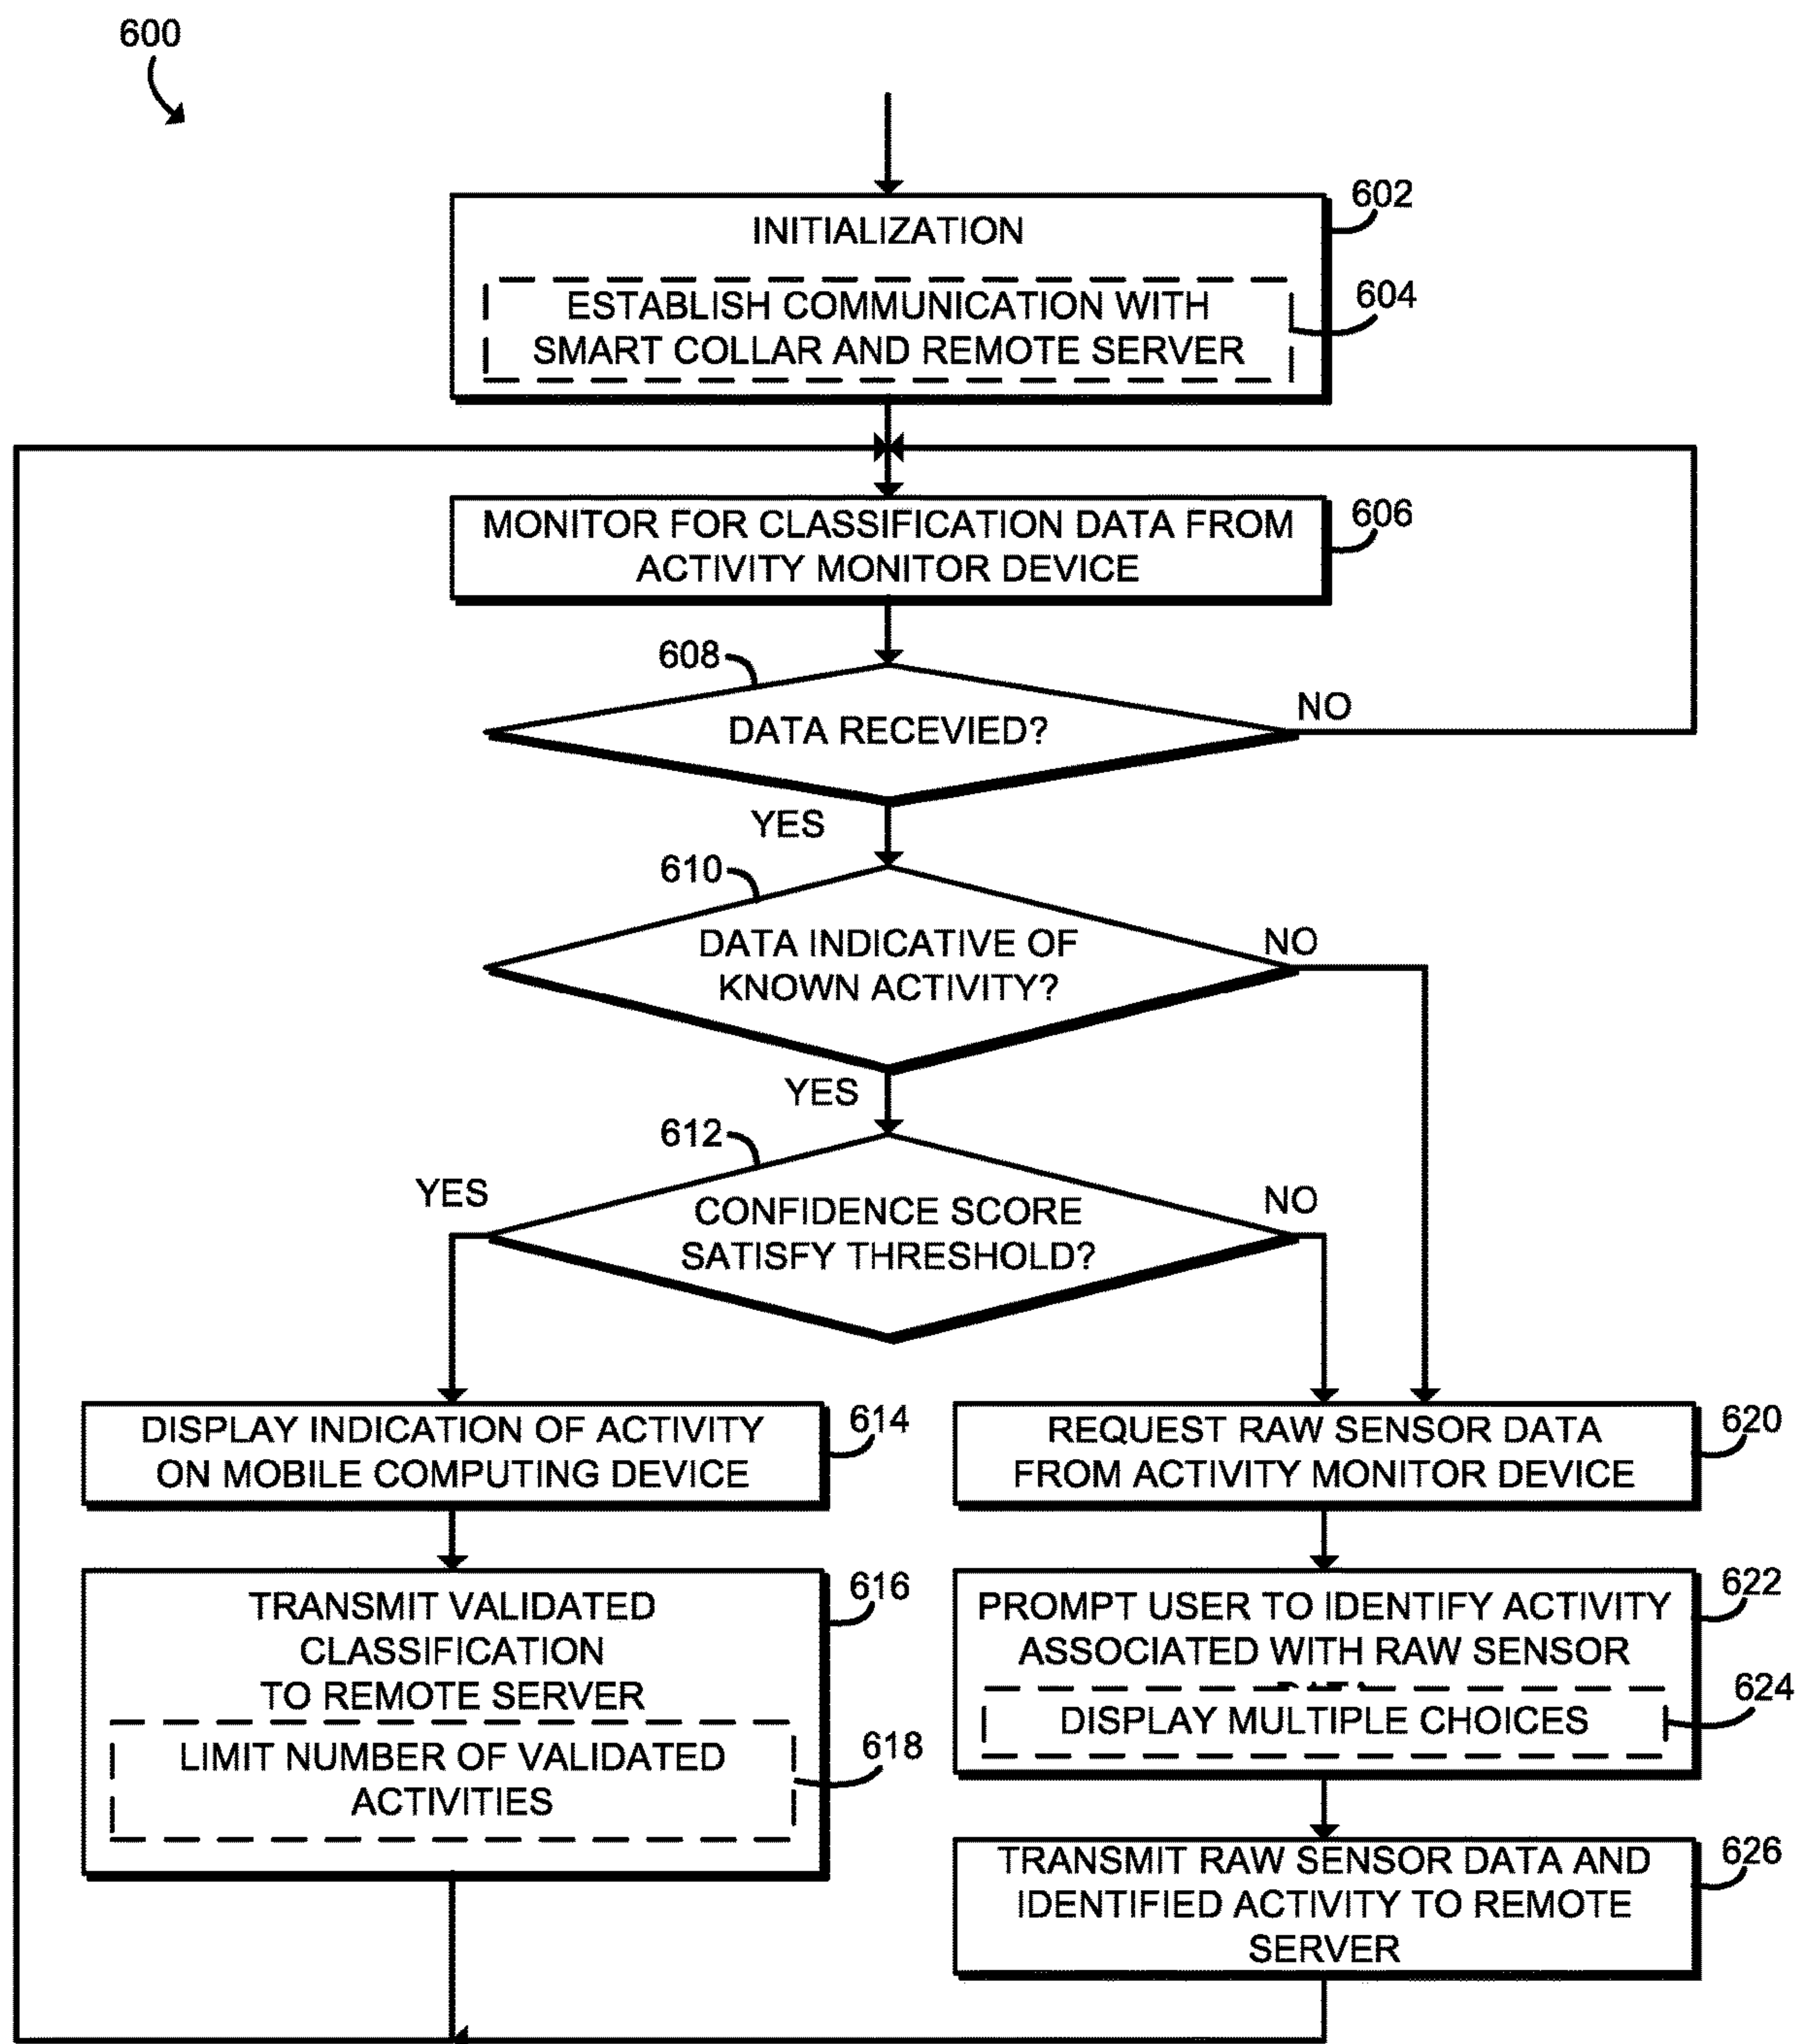 600
602
INITIALIZATION
604
ESTABLISH COMMUNICATION WITH
SMART COLLAR AND REMOTE SERVER
606
MONITOR FOR CLASSIFICATION DATA FROM
ACTIVITY MONITOR DEVICE
608
DATA RECEVIED?
NO
YES
610
DATA INDICATIVE OF
KNOWN ACTIVITY?
NO
YES
612
YES
CONFIDENCE SCORE
SATISFY THRESHOLD?
NO
DISPLAY INDICATION OF ACTIVITY
ON MOBILE COMPUTING DEVICE
614
TRANSMIT VALIDATED
CLASSIFICATION
TO REMOTE SERVER
616
LIMIT NUMBER OF VALIDATED
ACTIVITIES
618
REQUEST RAW SENSOR DATA
FROM ACTIVITY MONITOR DEVICE
620
PROMPT USER TO IDENTIFY ACTIVITY
ASSOCIATED WITH RAW SENSOR
622
DISPLAY MULTIPLE CHOICES
624
TRANSMIT RAW SENSOR DATA AND
IDENTIFIED ACTIVITY TO REMOTE
SERVER
626